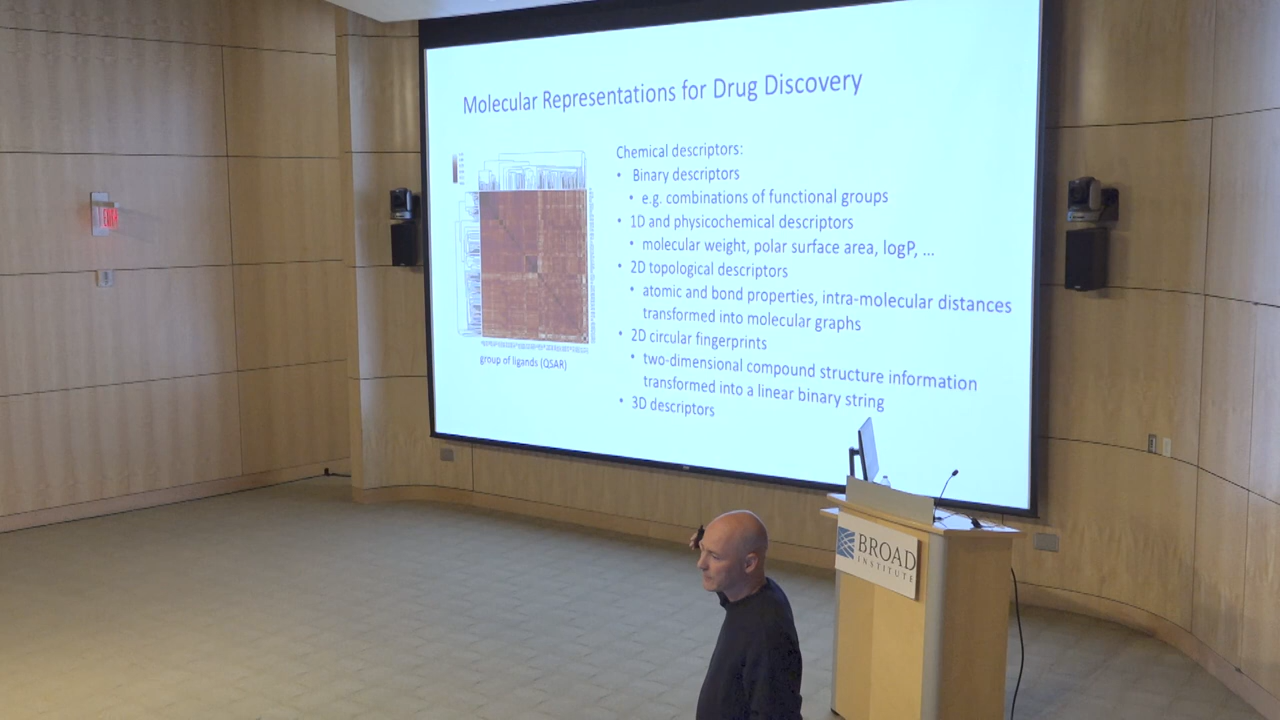 Molecular Representations for Drug Discovery
Chemical descriptors:
• Binary descriptors
• e.g. combinations of functional groups
• 1D and physicochemical descriptors
• molecular weight, polar surface area, logP, ...
• 2D topological descriptors
• atomic and bond properties, intra-molecular distances
transformed into molecular graphs
• 2D circular fingerprints
• two-dimensional compound structure information
transformed into a linear binary string
• 3D descriptors
group of ligands (QSAR)
EXIT
BROAD
INSTITUTE